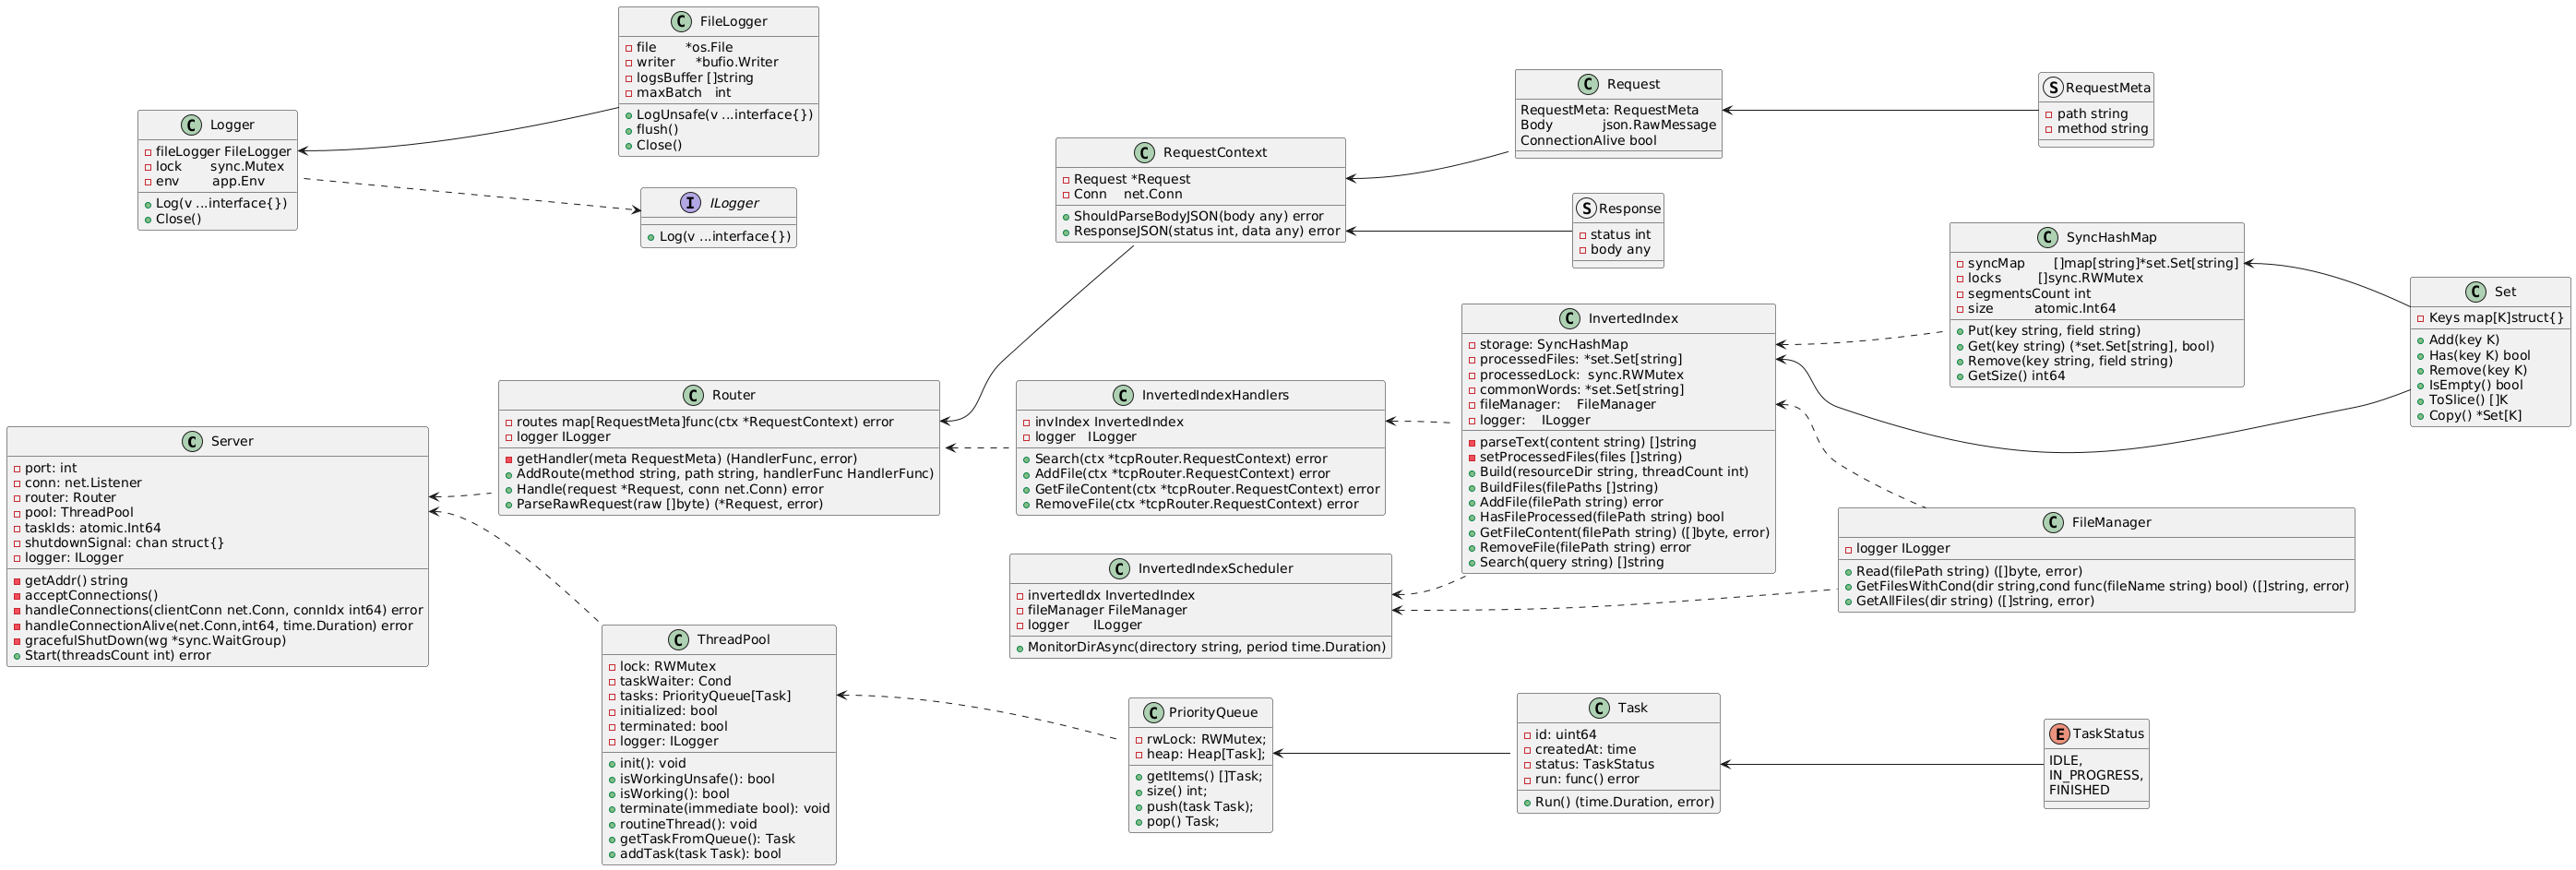 C FileLogger
file *os.File
writer *bufio.Writer
logsBuffer []string
maxBatch int
LogUnsafe(v ...interface{})
flush()
Close()
C Logger
fileLogger FileLogger
lock sync.Mutex
env app.Env
Log(v ...interface{})
Close()
I ILogger
Log(v ...interface{})
C Request
RequestMeta: RequestMeta
Body json.RawMessage
ConnectionAlive bool
S RequestMeta
path string
method string
C RequestContext
Request *Request
Conn net.Conn
ShouldParseBodyJSON(body any) error
ResponseJSON(status int, data any) error
S Response
status int
body any
C SyncHashMap
syncMap []map[string]*set.Set[string]
locks []sync.RWMutex
segmentsCount int
size atomic.Int64
Put(key string, field string)
Get(key string) (*set.Set[string], bool)
Remove(key string, field string)
GetSize() int64
C Set
Keys map[K]struct{}
Add(key K)
Has(key K) bool
Remove(key K)
IsEmpty() bool
ToSlice() []K
Copy() *Set[K]
C InvertedIndex
storage: SyncHashMap
processedFiles: *set.Set[string]
processedLock: sync.RWMutex
commonWords: *set.Set[string]
fileManager: FileManager
logger: ILogger
parseText(content string) []string
setProcessedFiles(files []string)
Build(resourceDir string, threadCount int)
BuildFiles(filePaths []string)
AddFile(filePath string) error
HasFileProcessed(filePath string) bool
GetFileContent(filePath string) ([]byte, error)
RemoveFile(filePath string) error
Search(query string) []string
C Router
routes map[RequestMeta]func(ctx *RequestContext) error
logger ILogger
getHandler(meta RequestMeta) (HandlerFunc, error)
AddRoute(method string, path string, handlerFunc HandlerFunc)
Handle(request *Request, conn net.Conn) error
ParseRawRequest(raw []byte) (*Request, error)
C InvertedIndexHandlers
invIndex InvertedIndex
logger ILogger
Search(ctx *tcpRouter.RequestContext) error
AddFile(ctx *tcpRouter.RequestContext) error
GetFileContent(ctx *tcpRouter.RequestContext) error
RemoveFile(ctx *tcpRouter.RequestContext) error
C Server
port: int
conn: net.Listener
router: Router
pool: ThreadPool
taskIds: atomic.Int64
shutdownSignal: chan struct{}
logger: ILogger
getAddr() string
acceptConnections()
handleConnections(clientConn net.Conn, connIdx int64) error
handleConnectionAlive(net.Conn,int64, time.Duration) error
gracefulShutDown(wg *sync.WaitGroup)
Start(threadsCount int) error
C FileManager
logger ILogger
Read(filePath string) ([]byte, error)
GetFilesWithCond(dir string,cond func(fileName string) bool) ([]string, error)
GetAllFiles(dir string) ([]string, error)
C InvertedIndexScheduler
invertedIdx InvertedIndex
fileManager FileManager
logger ILogger
MonitorDirAsync(directory string, period time.Duration)
C ThreadPool
lock: RWMutex
taskWaiter: Cond
tasks: PriorityQueue[Task]
initialized: bool
terminated: bool
logger: ILogger
init(): void
isWorkingUnsafe(): bool
isWorking(): bool
terminate(immediate bool): void
routineThread(): void
getTaskFromQueue(): Task
addTask(task Task): bool
C PriorityQueue
rwLock: RWMutex;
heap: Heap[Task];
getItems() []Task;
size() int;
push(task Task);
pop() Task;
C Task
id: uint64
createdAt: time
status: TaskStatus
run: func() error
Run() (time.Duration, error)
E TaskStatus
IDLE,
IN_PROGRESS,
FINISHED